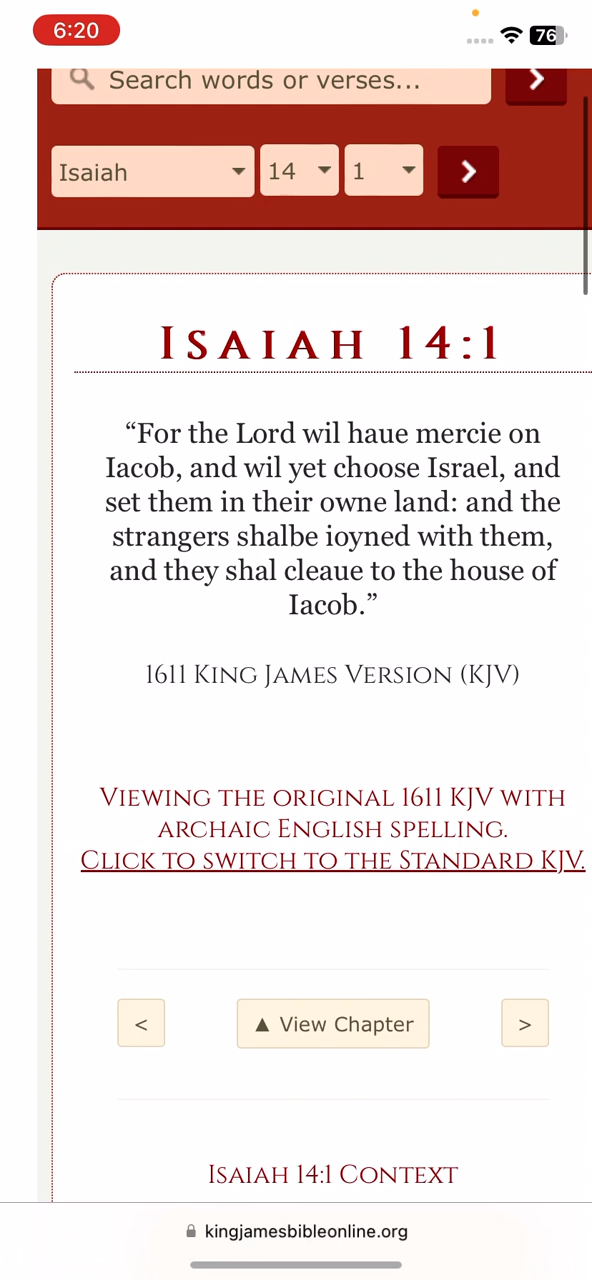 6:20
76
Search words or verses...
Isaiah 14 1
Isaiah 14:1
“For the Lord wil haue mercie on
Iacob, and wil yet choose Israel, and
set them in their owne land: and the
strangers shalbe ioyned with them,
and they shal cleaue to the house of
Iacob.”
1611 King James Version (KJV)
Viewing the original 1611 KJV with
archaic English spelling.
Click to switch to the Standard KJV.
< ▲ View Chapter >
Isaiah 14:1 Context
kingjamesbibleonline.org